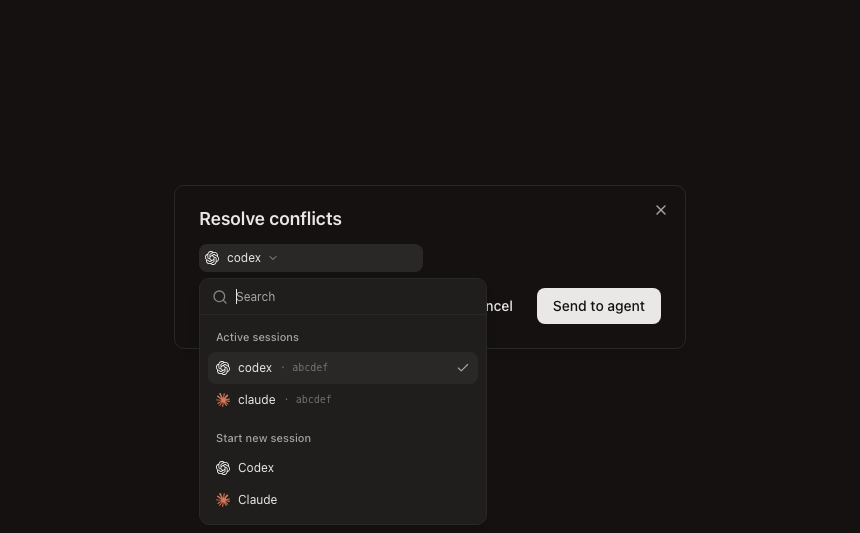 Resolve conflicts
codex
Search
ncel
Send to agent
Active sessions
codex · abcdef
claude · abcdef
Start new session
Codex
Claude